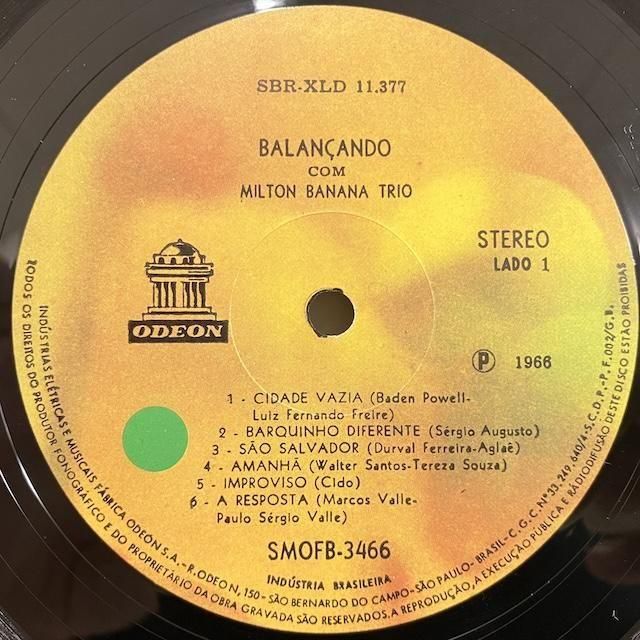 SBR-XLD 11.377
BALANÇANDO
COM
MILTON BANANA TRIO
STEREO
LADO 1
ODEON
Ⓟ 1966
1 - CIDADE VAZIA (Baden Powell-
Luiz Fernando Freire)
2 - BARQUINHO DIFERENTE (Sérgio Augusto)
3 - SÃO SALVADOR (Durval Ferreira-Aglaê)
4 - AMANHÃ (Walter Santos-Tereza Souza)
5 - IMPROVISO (Cido)
6 - A RESPOSTA (Marcos Valle-
Paulo Sérgio Valle)
SMOFB-3466
INDÚSTRIA BRASILEIRA
INDÚSTRIAS ELÉTRICAS E MUSICAIS FÁBRICA ODEON S.A. - R. ODEON, 150 - SÃO BERNARDO DO CAMPO - SÃO PAULO - BRASIL - C.G.C. Nº 33.249.640/4 - S.C.D.P. - P.F. 002/G.B.
TODOS OS DIREITOS DO PRODUTOR FONOGRÁFICO E DO PROPRIETÁRIO DA OBRA GRAVADA SÃO RESERVADOS. A REPRODUÇÃO, A EXECUÇÃO PÚBLICA E RÁDIODIFUSÃO DESTE DISCO ESTÃO PROIBIDAS